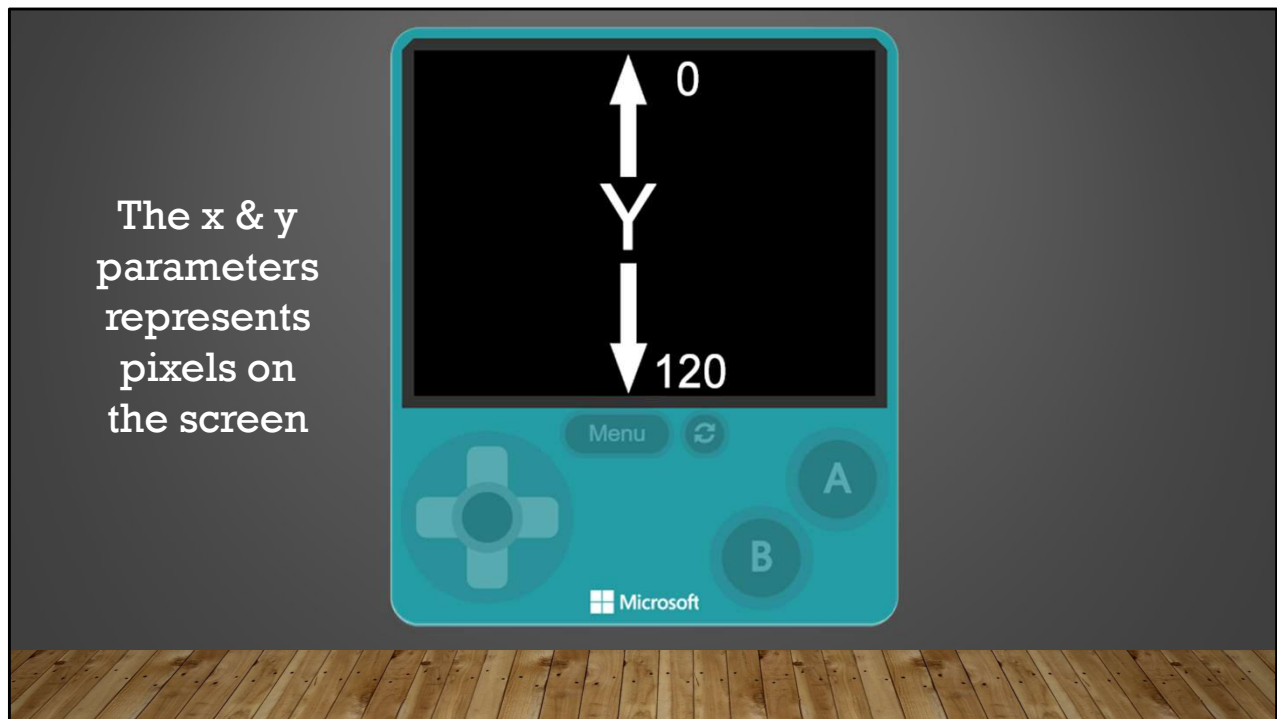 The x & y
parameters
represents
pixels on
the screen
0
Y
120
Menu
A
B
Microsoft